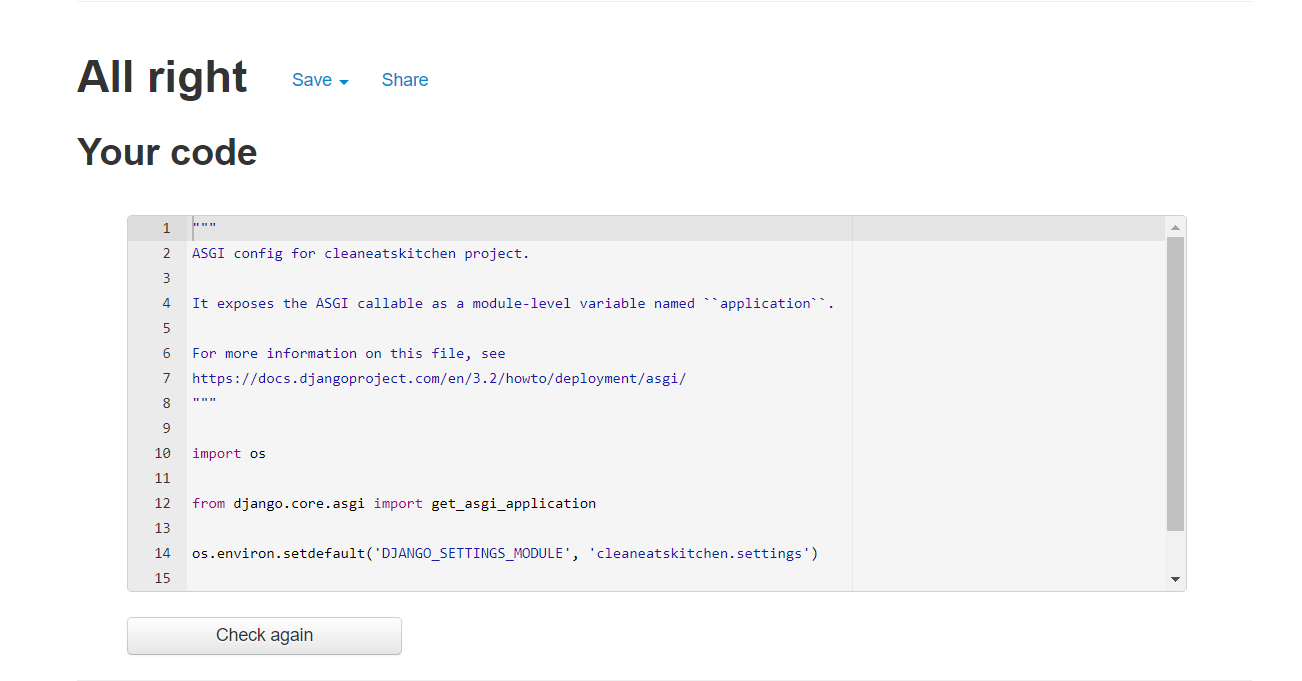 All right Save Share
Your code
1 """
2 ASGI config for cleaneatskitchen project.
3
4 It exposes the ASGI callable as a module-level variable named ``application``.
5
6 For more information on this file, see
7 https://docs.djangoproject.com/en/3.2/howto/deployment/asgi/
8 """
9
10 import os
11
12 from django.core.asgi import get_asgi_application
13
14 os.environ.setdefault('DJANGO_SETTINGS_MODULE', 'cleaneatskitchen.settings')
15
Check again